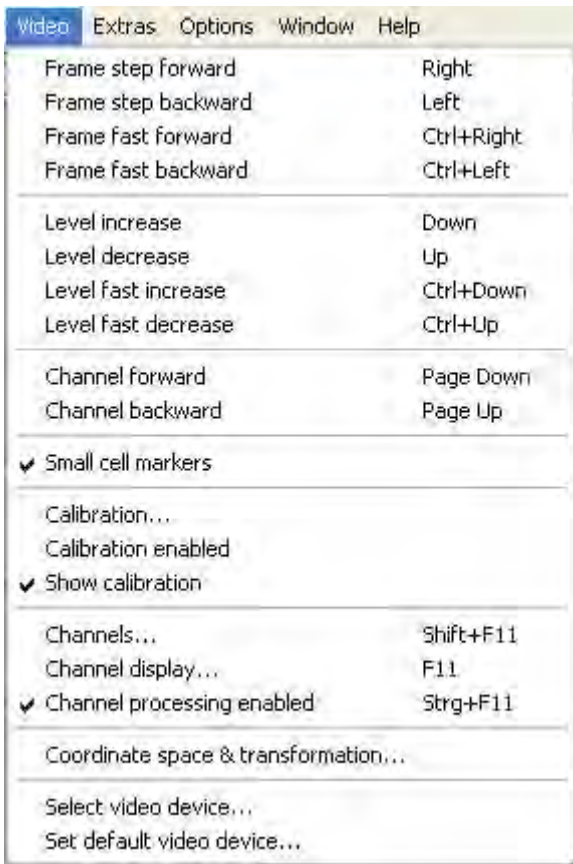 Video Extras Options Window Help
Frame step forward Right
Frame step backward Left
Frame fast forward Ctrl+Right
Frame fast backward Ctrl+Left
Level increase Down
Level decrease Up
Level fast increase Ctrl+Down
Level fast decrease Ctrl+Up
Channel forward Page Down
Channel backward Page Up
Small cell markers
Calibration...
Calibration enabled
Show calibration
Channels... Shift+F11
Channel display... F11
Channel processing enabled Strg+F11
Coordinate space & transformation...
Select video device...
Set default video device...